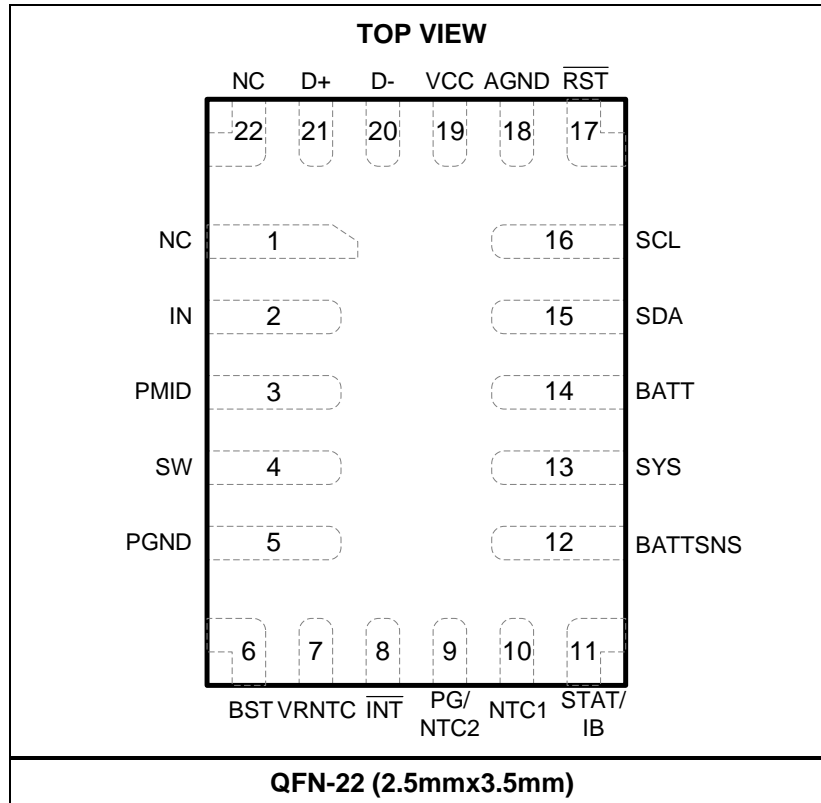 TOP VIEW
NC D+ D- VCC AGND R̅S̅T̅
22 21 20 19 18 17
NC 1 16 SCL
IN 2 15 SDA
PMID 3 14 BATT
SW 4 13 SYS
PGND 5 12 BATTSNS
6 7 8 9 10 11
BST VRNTC I̅N̅T̅ PG/ NTC1 STAT/
NTC2 IB
QFN-22 (2.5mmx3.5mm)